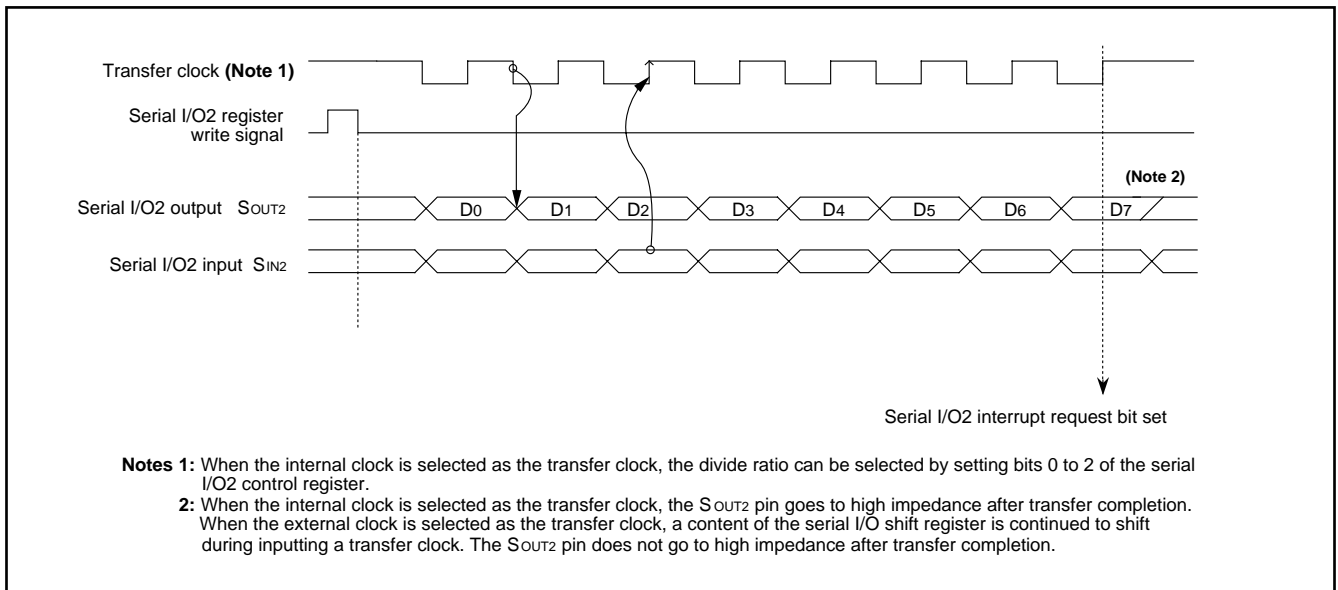 Transfer clock (Note 1)
Serial I/O2 register
write signal
(Note 2)
Serial I/O2 output SOUT2
D0 D1 D2 D3 D4 D5 D6 D7
Serial I/O2 input SIN2
Serial I/O2 interrupt request bit set
Notes 1: When the internal clock is selected as the transfer clock, the divide ratio can be selected by setting bits 0 to 2 of the serial
I/O2 control register.
2: When the internal clock is selected as the transfer clock, the SOUT2 pin goes to high impedance after transfer completion.
When the external clock is selected as the transfer clock, a content of the serial I/O shift register is continued to shift
during inputting a transfer clock. The SOUT2 pin does not go to high impedance after transfer completion.